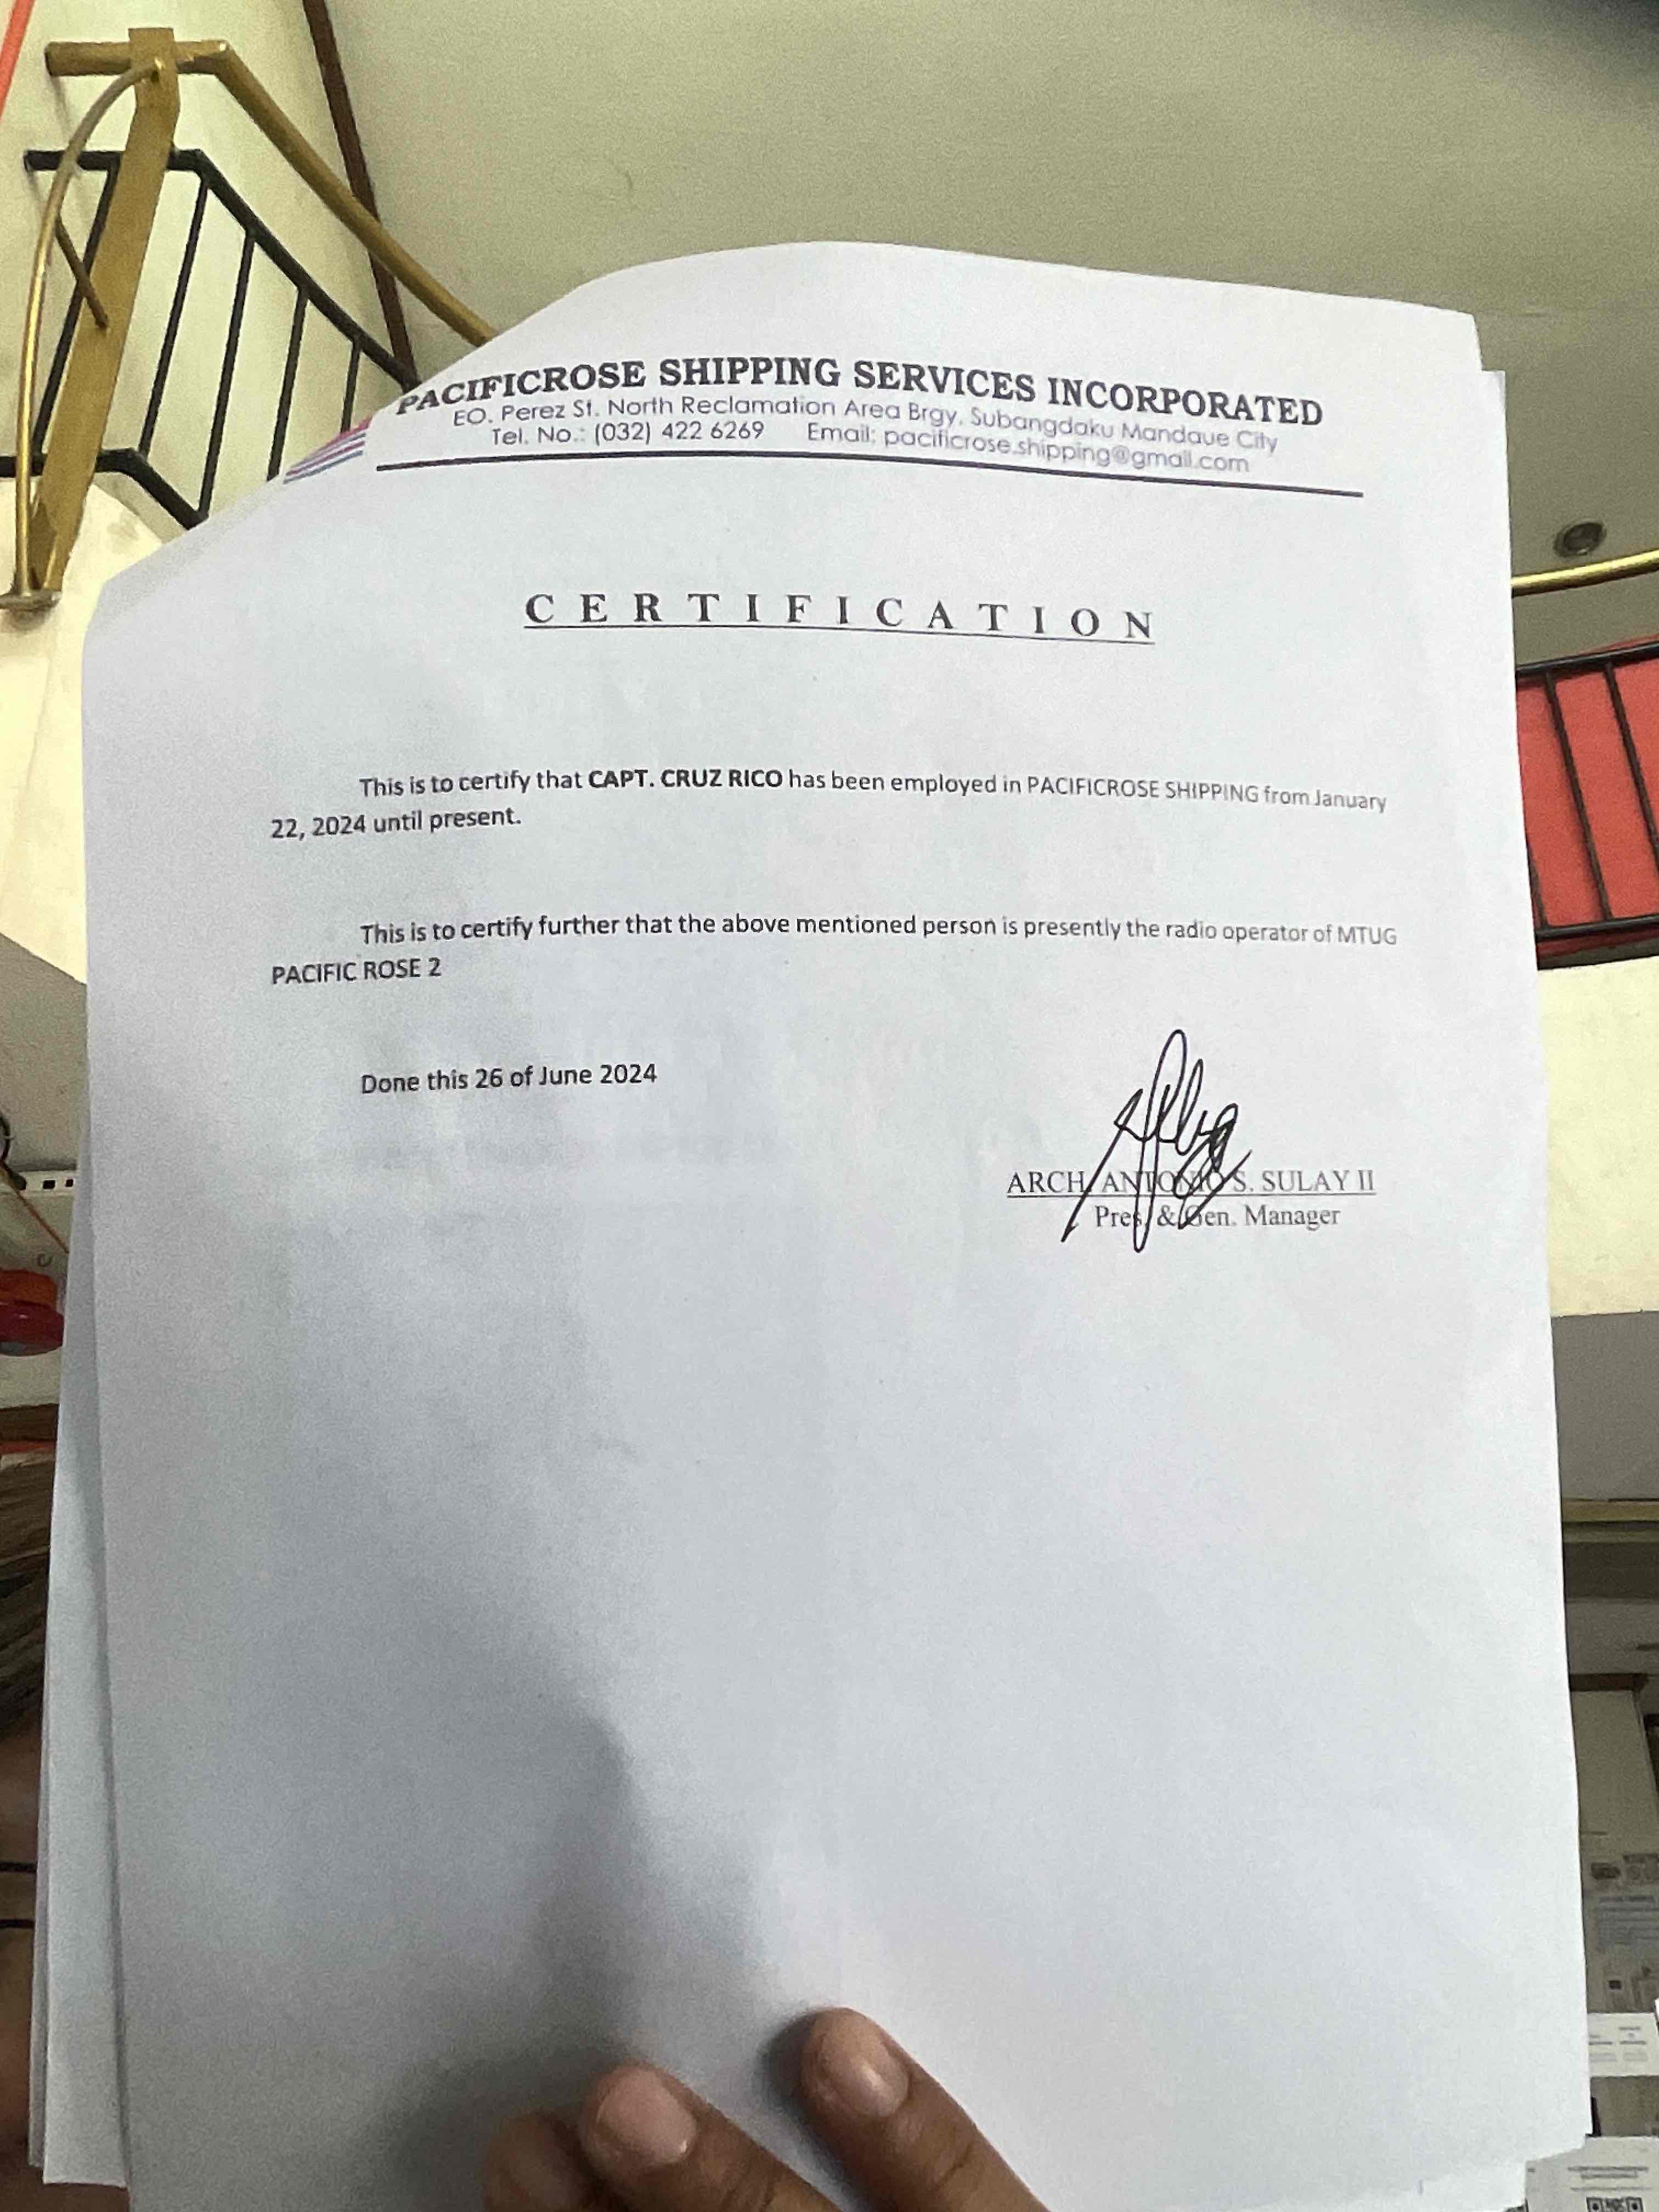 PACIFICROSE SHIPPING SERVICES INCORPORATED
EO. Perez St. North Reclamation Area Brgy. Subangdaku Mandaue City
Tel. No.: (032) 422 6269 Email: pacificrose.shipping@gmail.com
CERTIFICATION
This is to certify that CAPT. CRUZ RICO has been employed in PACIFICROSE SHIPPING from January
22, 2024 until present.
This is to certify further that the above mentioned person is presently the radio operator of MTUG
PACIFIC ROSE 2
Done this 26 of June 2024
ARCH. ANTONIO S. SULAY II
Pres. & Gen. Manager